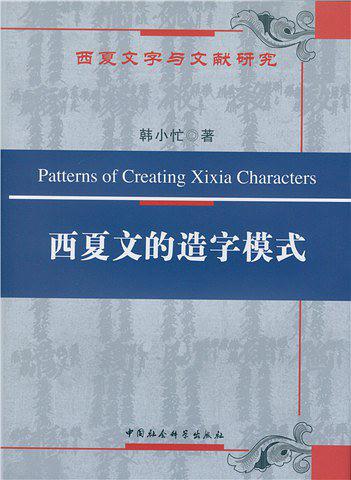 西夏文字与文献研究
韩小忙◎著
Patterns of Creating Xixia Characters
西夏文的造字模式
中国社会科学出版社